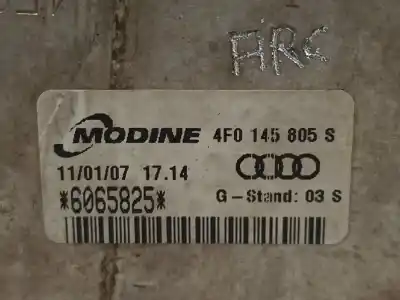 ARC
MODINE 4F0 145 805 S
11/01/07 17.14
*6065825* G-Stand: 03 S